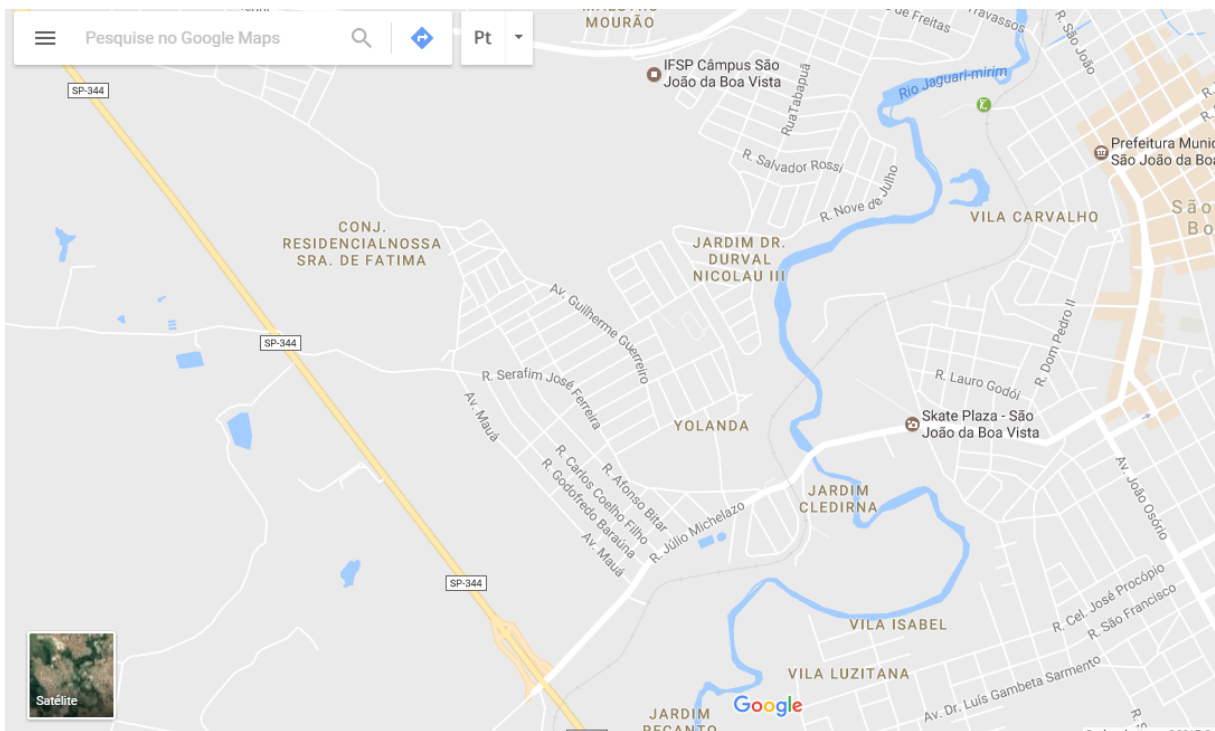 MOURÃO
Pesquise no Google Maps
Pt
SP-344
IFSP Câmpus São
João da Boa Vista
Rua Tabapuã
de Freitas
Travassos
R. São João
Rio Jaguari-mirim
Prefeitura Munic
São João da Boa
R. Salvador Rossi
R. Nove de Julho
VILA CARVALHO
São
Bo
CONJ.
RESIDENCIALNOSSA
SRA. DE FATIMA
JARDIM DR.
DURVAL
NICOLAU III
Av. Guilherme Guerreiro
SP-344
R. Dom Pedro II
R. Serafim José Ferreira
R. Lauro Godói
Av. Mauá
YOLANDA
Skate Plaza - São
João da Boa Vista
R. Carlos Coelho Filho
R. Afonso Bitar
R. Godofredo Baraúna
JARDIM
CLEDIRNA
Av. João Osório
R. Júlio Michelazo
Av. Mauá
SP-344
R. Cel. José Procópio
R. São Francisco
VILA ISABEL
VILA LUZITANA
Av. Dr. Luís Gambeta Sarmento
Satélite
Google
JARDIM